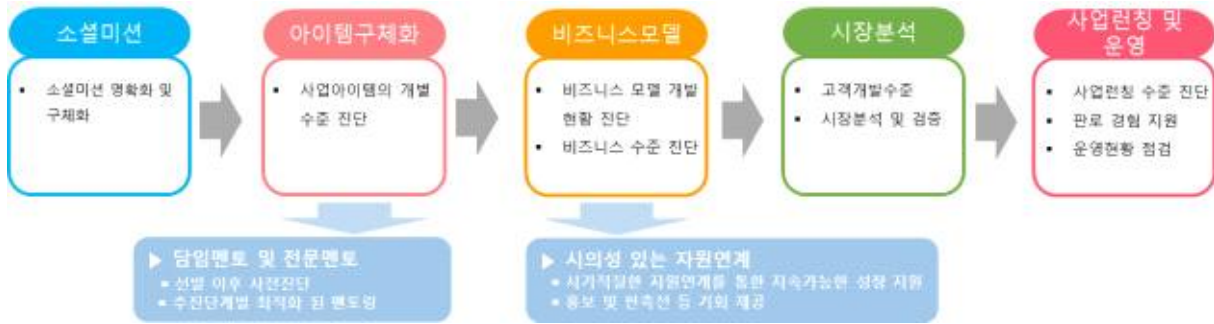 소셜미션
아이템구체화
비즈니스모델
시장분석
사업런칭 및
운영
▪ 소셜미션 명확화 및
구체화
▪ 사업아이템의 개별
수준 진단
▪ 비즈니스 모델 개발
현황 진단
▪ 비즈니스 수준 진단
▪ 고객개발수준
▪ 시장분석 및 검증
▪ 사업런칭 수준 진단
▪ 판로 경험 지원
▪ 운영현황 점검
▶ 담임멘토 및 전문멘토
▪ 선발 이후 사전진단
▪ 수진단계별 최적화 된 멘토링
▶ 시의성 있는 자원연계
▪ 시기적절한 자원연계를 통한 지속가능한 성장 지원
▪ 홍보 및 판촉전 등 기회 제공